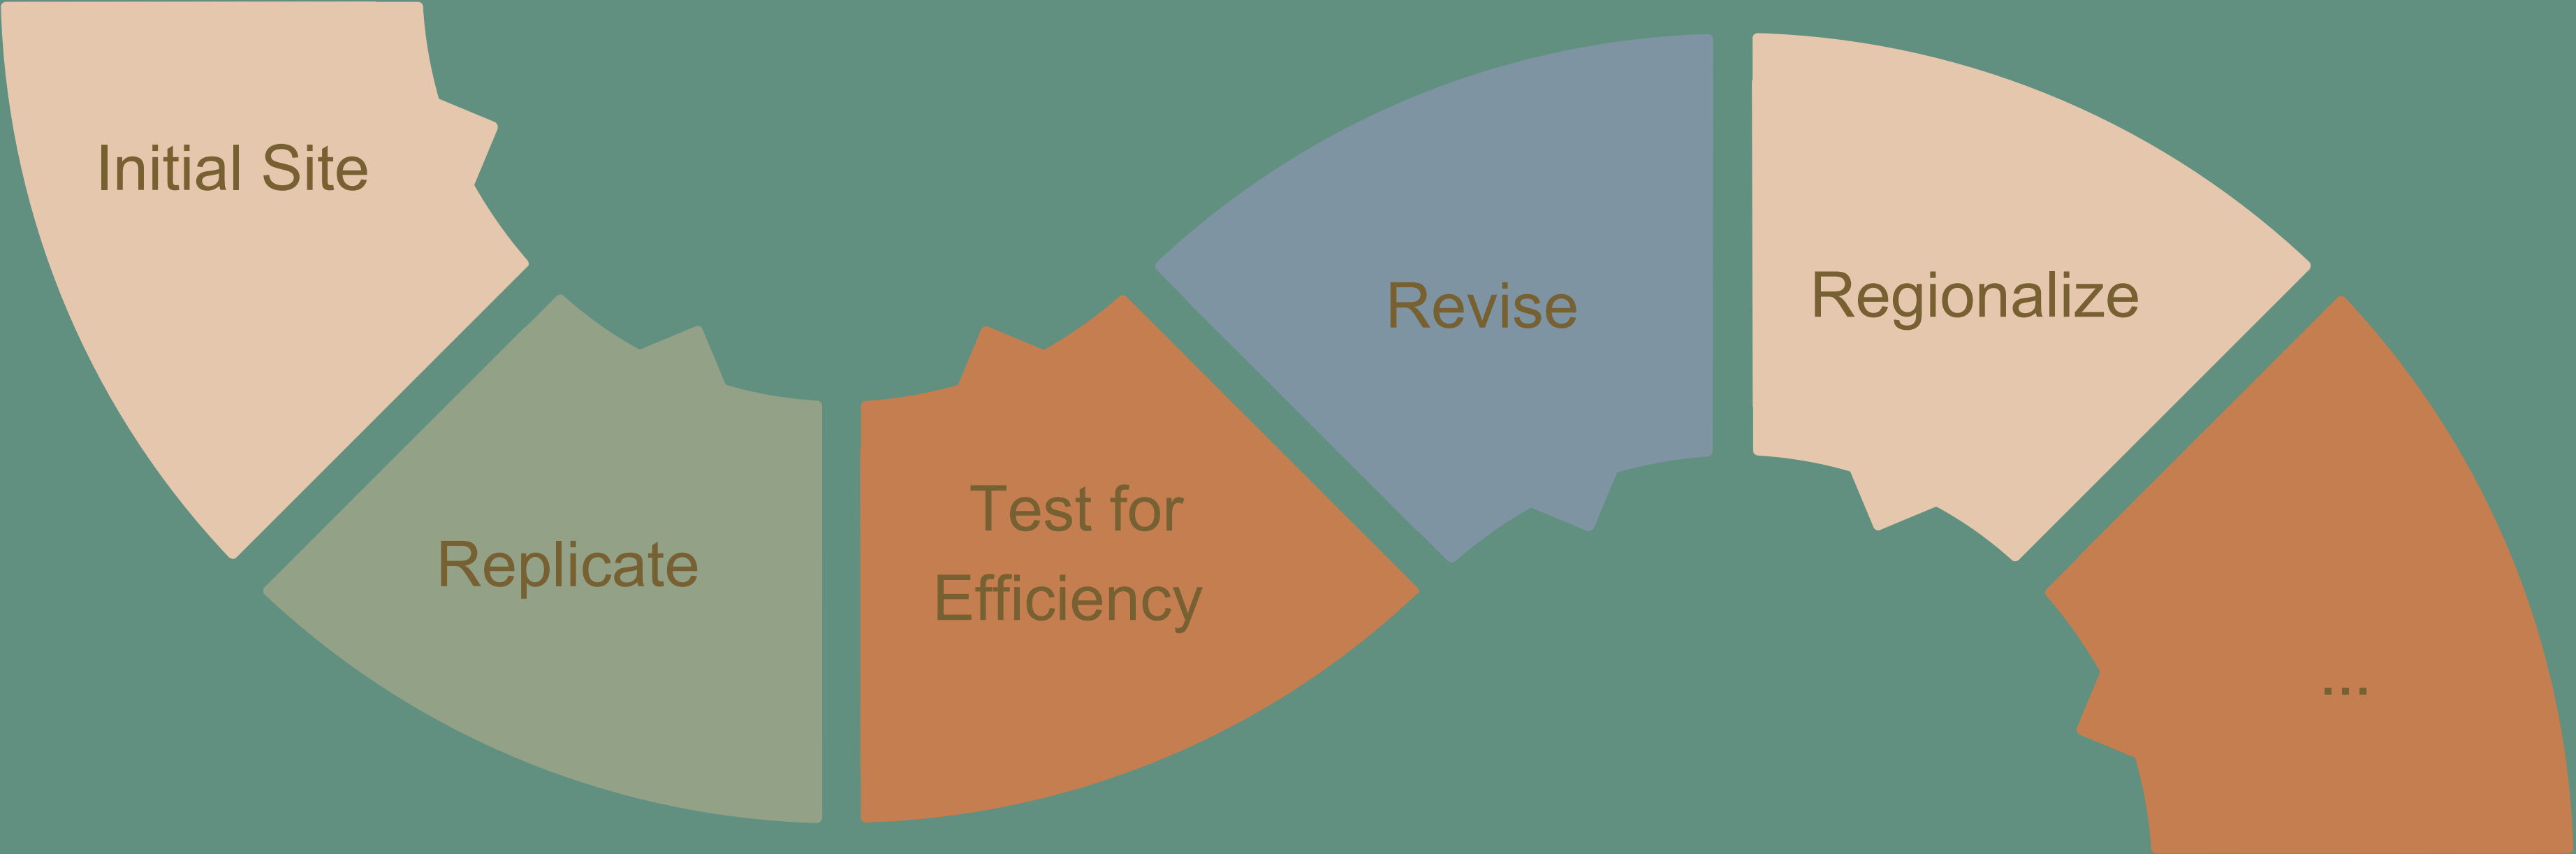 Initial Site
Replicate
Test for
Efficiency
Revise
Regionalize
...